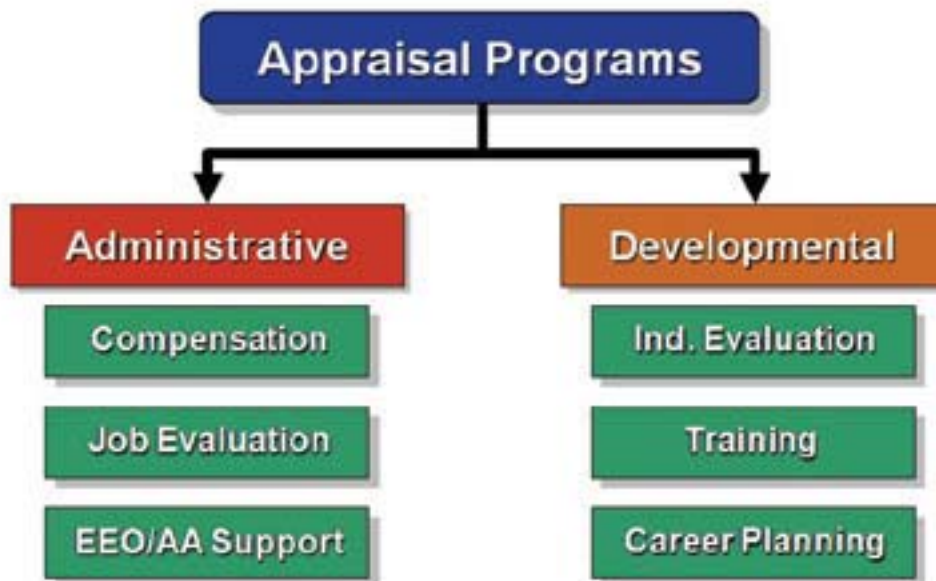 Appraisal Programs
Administrative
Developmental
Compensation
Ind. Evaluation
Job Evaluation
Training
EEO/AA Support
Career Planning